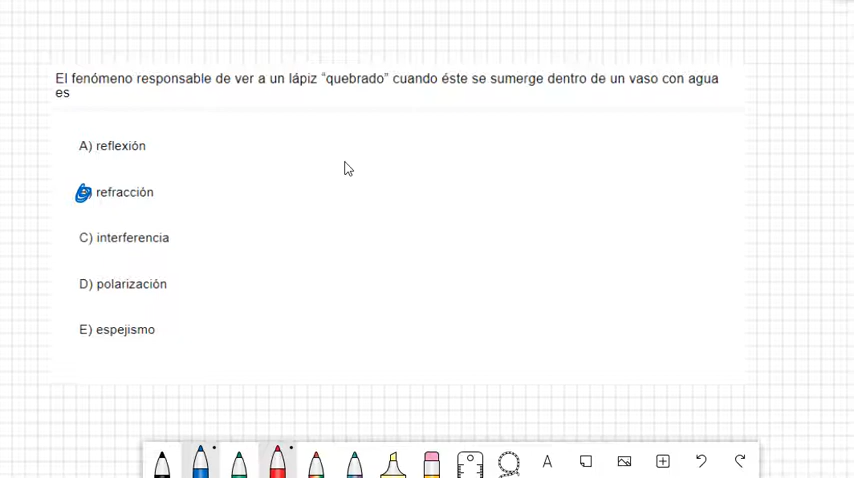 El fenómeno responsable de ver a un lápiz “quebrado” cuando éste se sumerge dentro de un vaso con agua
es
A) reflexión
refracción
C) interferencia
D) polarización
E) espejismo
A